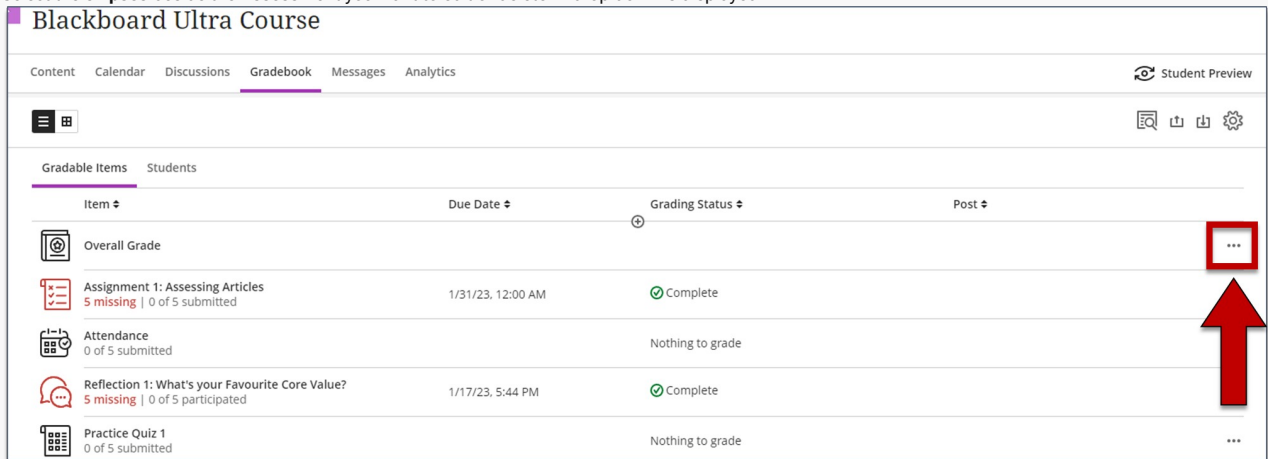 Blackboard Ultra Course
Content Calendar Discussions Gradebook Messages Analytics Student Preview
Gradable Items Students
Item Due Date Grading Status Post
Overall Grade
Assignment 1: Assessing Articles
5 missing | 0 of 5 submitted 1/31/23, 12:00 AM Complete
Attendance
0 of 5 submitted Nothing to grade
Reflection 1: What's your Favourite Core Value?
5 missing | 0 of 5 participated 1/17/23, 5:44 PM Complete
Practice Quiz 1
0 of 5 submitted Nothing to grade